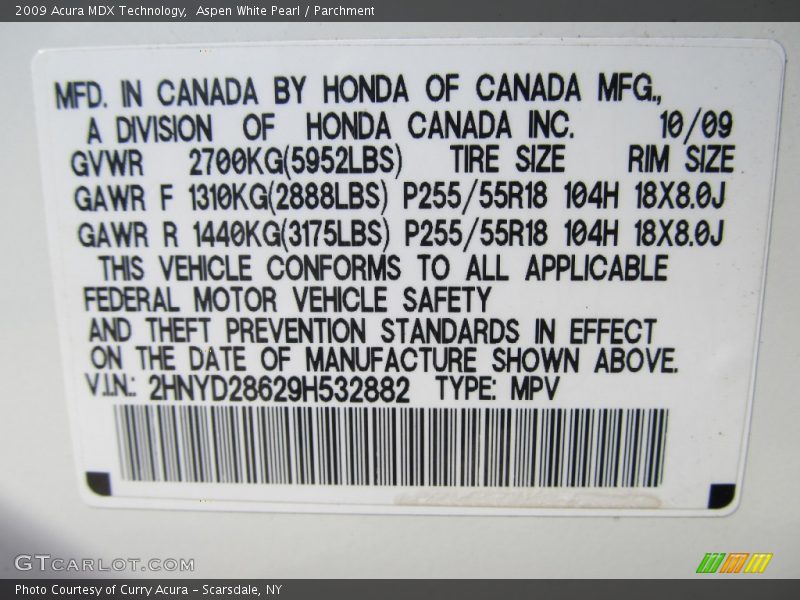 2009 Acura MDX Technology,  Aspen White Pearl / Parchment
MFD. IN CANADA BY HONDA OF CANADA MFG.,
A DIVISION OF HONDA CANADA INC. 10/09
GVWR 2700KG(5952LBS) TIRE SIZE RIM SIZE
GAWR F 1310KG(2888LBS) P255/55R18 104H 18X8.0J
GAWR R 1440KG(3175LBS) P255/55R18 104H 18X8.0J
THIS VEHICLE CONFORMS TO ALL APPLICABLE
FEDERAL MOTOR VEHICLE SAFETY
AND THEFT PREVENTION STANDARDS IN EFFECT
ON THE DATE OF MANUFACTURE SHOWN ABOVE.
V.I.N.: 2HNYD28629H532882 TYPE: MPV
GTCARLOT.COM
Photo Courtesy of Curry Acura - Scarsdale, NY